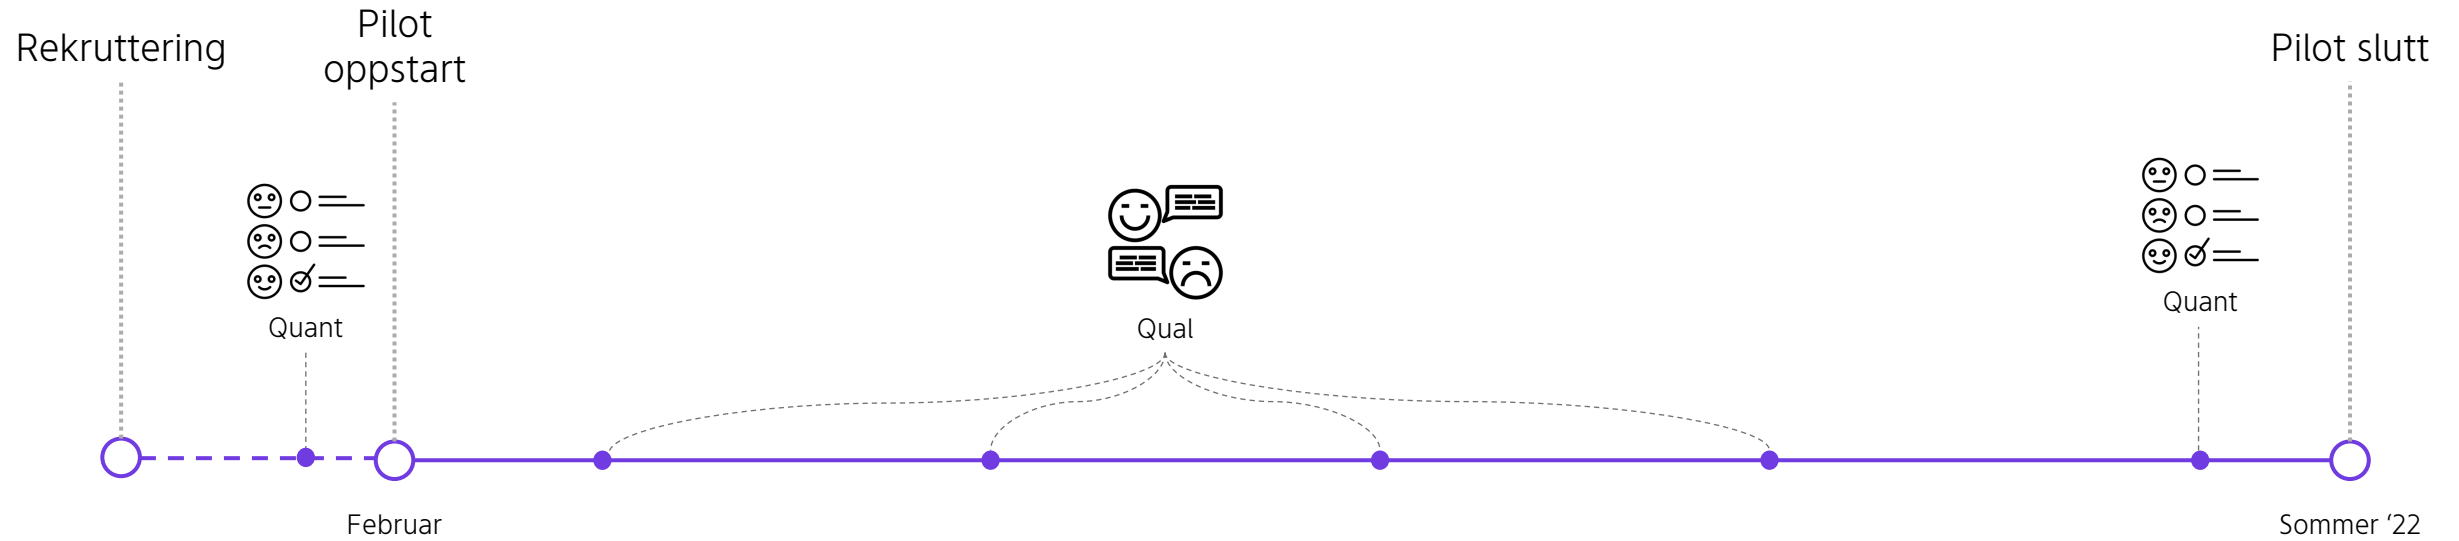 Rekruttering
Pilot
oppstart
Pilot slutt
Quant
Qual
Quant
Februar
Sommer ‘22